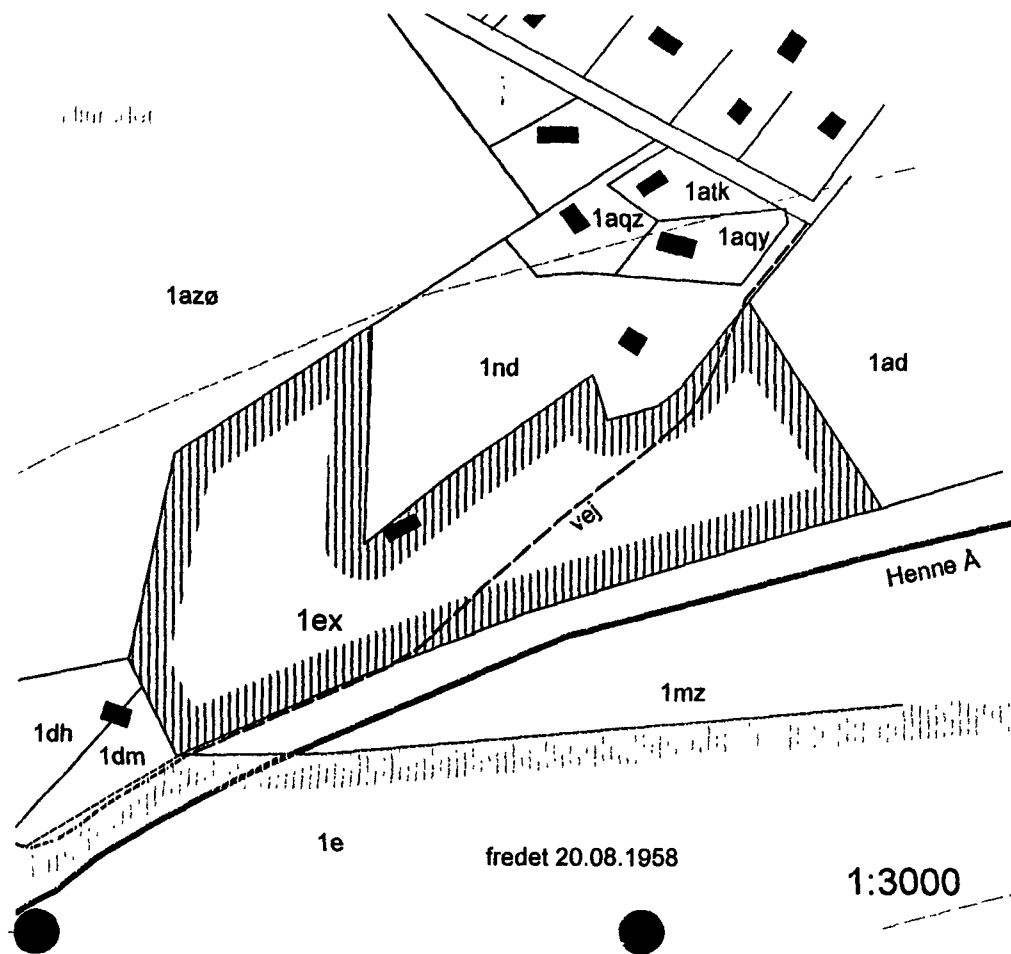 1atk
1aqz
1aqy
1azø
1nd
1ad
vej
Henne Å
1ex
1mz
1dh
1dm
1e
fredet 20.08.1958
1:3000